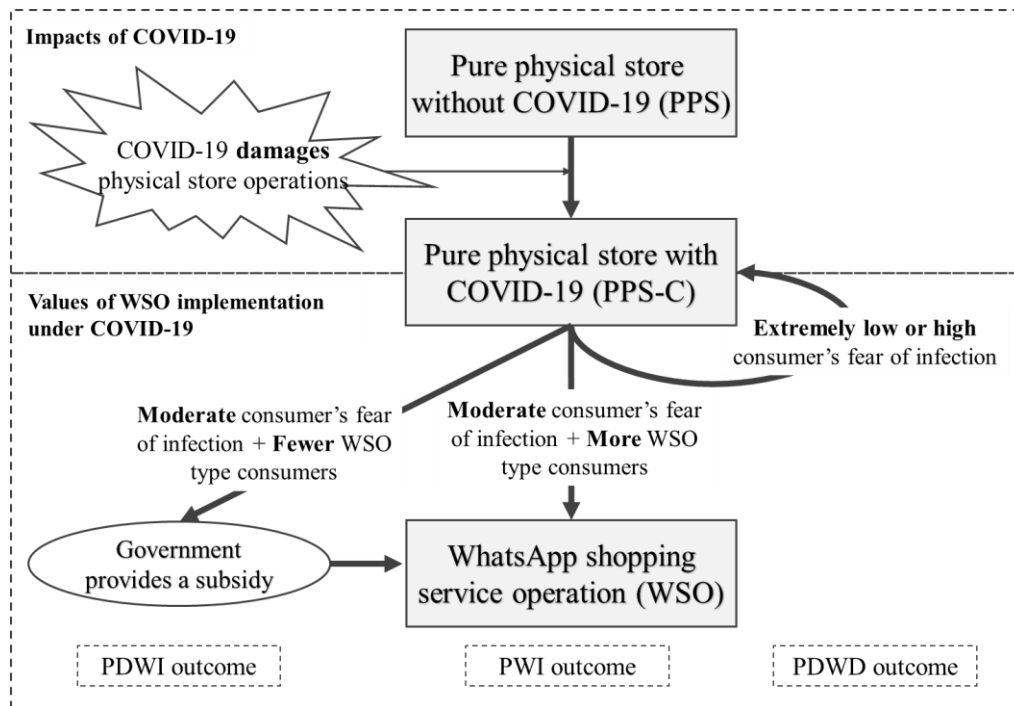 Impacts of COVID-19
Pure physical store
without COVID-19 (PPS)
COVID-19 damages
physical store operations
Pure physical store with
COVID-19 (PPS-C)
Values of WSO implementation
under COVID-19
Extremely low or high
consumer’s fear of infection
Moderate consumer’s fear
of infection + Fewer WSO
type consumers
Moderate consumer’s fear
of infection + More WSO
type consumers
Government
provides a subsidy
WhatsApp shopping
service operation (WSO)
PDWI outcome
PWI outcome
PDWD outcome